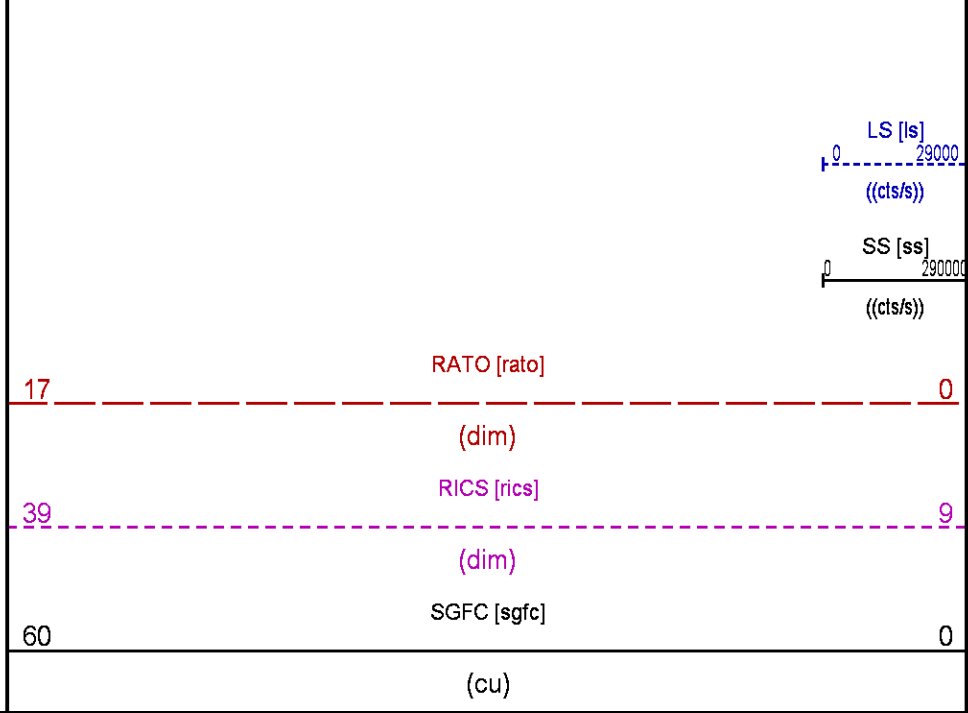 LS [ls]
0 29000
((cts/s))
SS [ss]
0 290000
((cts/s))
RATO [rato]
17 0
(dim)
RICS [rics]
39 9
(dim)
SGFC [sgfc]
60 0
(cu)